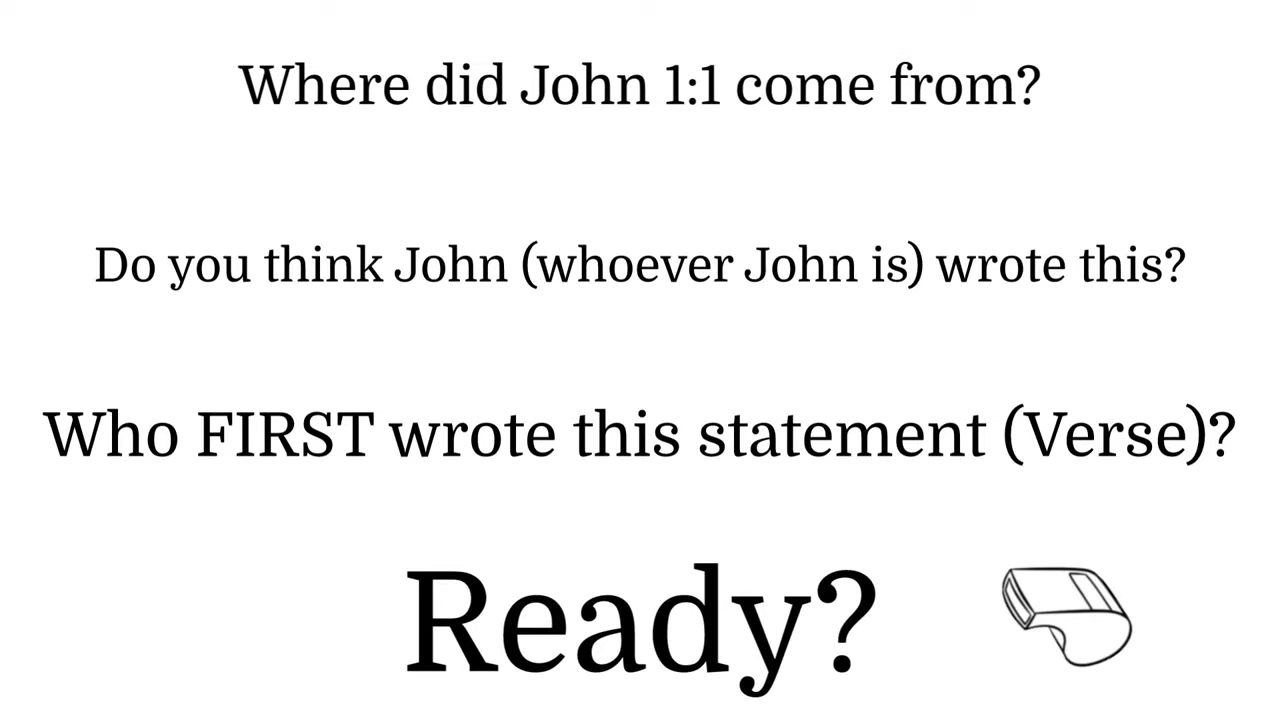 Where did John 1:1 come from?
Do you think John (whoever John is) wrote this?
Who FIRST wrote this statement (Verse)?
Ready?